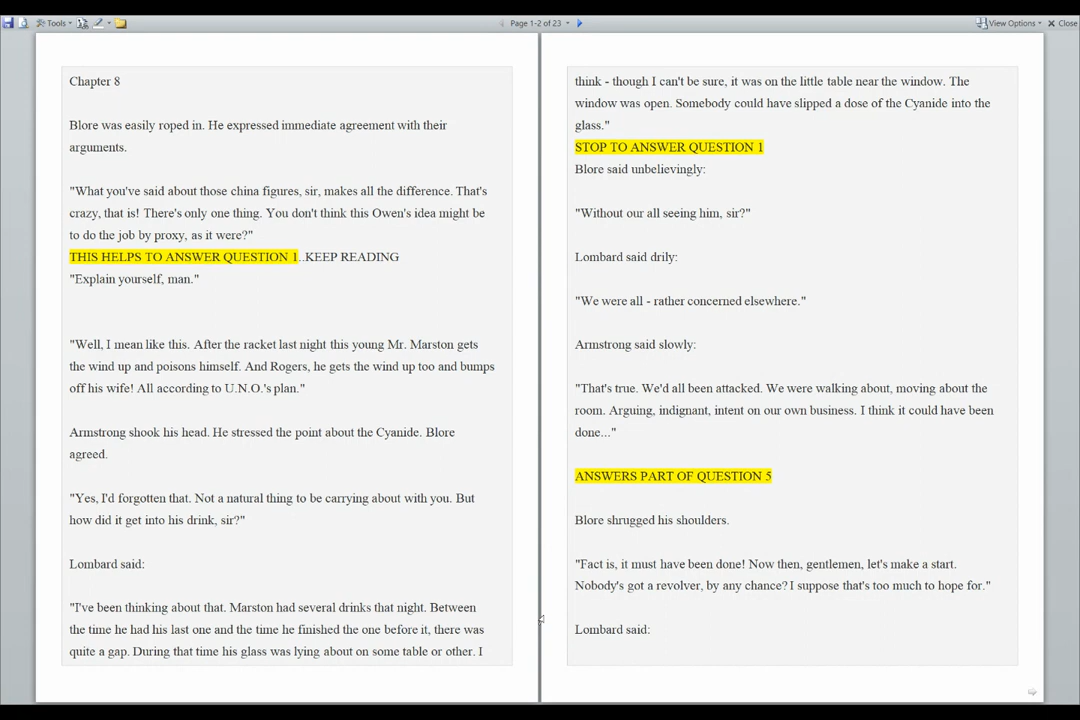 Tools
Page 1-2 of 23
View Options
Close
Chapter 8
Blore was easily roped in. He expressed immediate agreement with their
arguments.
"What you've said about those china figures, sir, makes all the difference. That's
crazy, that is! There's only one thing. You don't think this Owen's idea might be
to do the job by proxy, as it were?"
THIS HELPS TO ANSWER QUESTION 1..KEEP READING
"Explain yourself, man."
"Well, I mean like this. After the racket last night this young Mr. Marston gets
the wind up and poisons himself. And Rogers, he gets the wind up too and bumps
off his wife! All according to U.N.O.'s plan."
Armstrong shook his head. He stressed the point about the Cyanide. Blore
agreed.
"Yes, I'd forgotten that. Not a natural thing to be carrying about with you. But
how did it get into his drink, sir?"
Lombard said:
"I've been thinking about that. Marston had several drinks that night. Between
the time he had his last one and the time he finished the one before it, there was
quite a gap. During that time his glass was lying about on some table or other. I
think - though I can't be sure, it was on the little table near the window. The
window was open. Somebody could have slipped a dose of the Cyanide into the
glass."
STOP TO ANSWER QUESTION 1
Blore said unbelievingly:
"Without our all seeing him, sir?"
Lombard said drily:
"We were all - rather concerned elsewhere."
Armstrong said slowly:
"That's true. We'd all been attacked. We were walking about, moving about the
room. Arguing, indignant, intent on our own business. I think it could have been
done..."
ANSWERS PART OF QUESTION 5
Blore shrugged his shoulders.
"Fact is, it must have been done! Now then, gentlemen, let's make a start.
Nobody's got a revolver, by any chance? I suppose that's too much to hope for."
Lombard said: